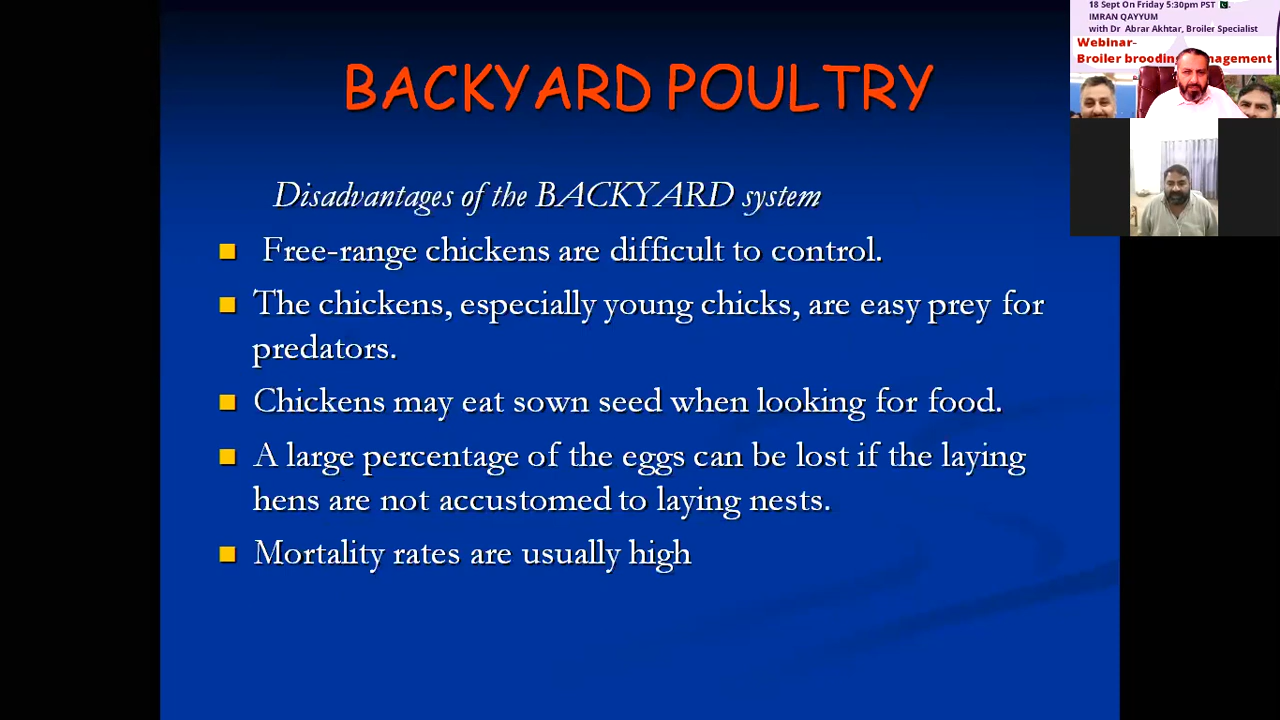 18 Sept On Friday 5:30pm PST
IMRAN QAYYUM
with Dr Abrar Akhtar, Broiler Specialist
Webinar-
Broiler brooding
BACKYARD POULTRY
Disadvantages of the BACKYARD system
Free-range chickens are difficult to control.
The chickens, especially young chicks, are easy prey for
predators.
Chickens may eat sown seed when looking for food.
A large percentage of the eggs can be lost if the laying
hens are not accustomed to laying nests.
Mortality rates are usually high